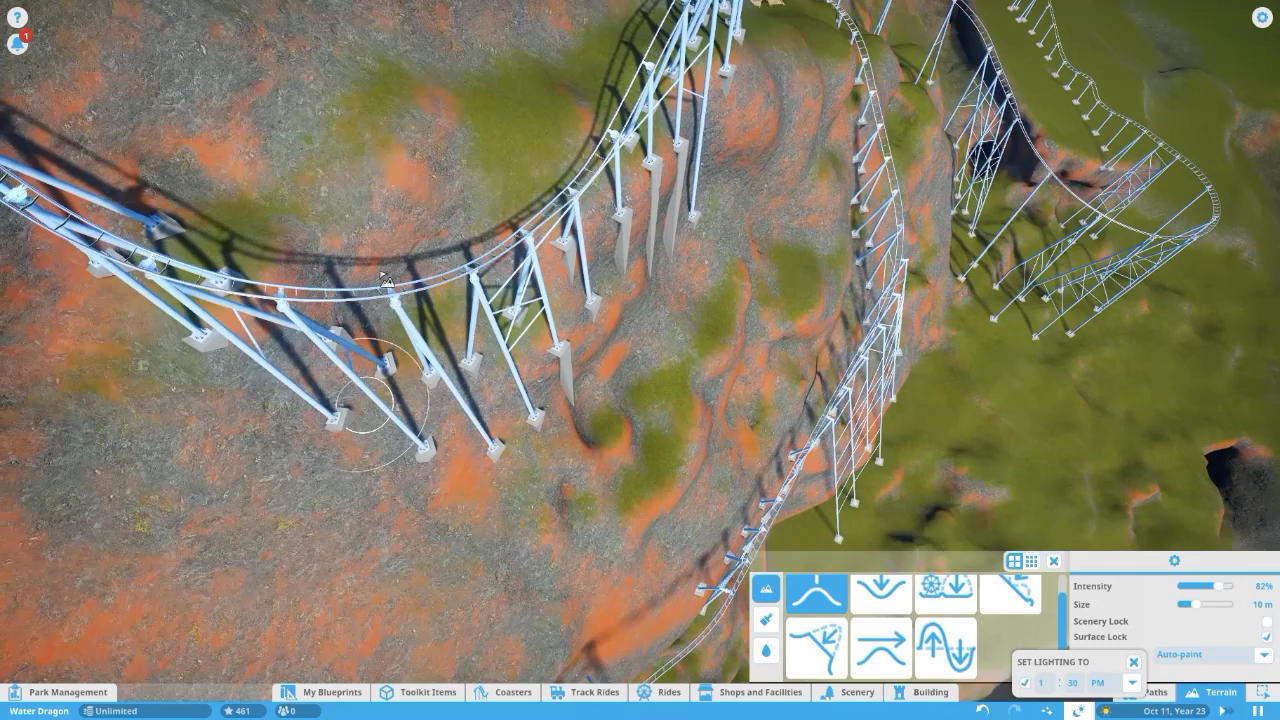 ?
1
Intensity 82%
Size 10 m
Scenery Lock
Surface Lock
Auto-paint
SET LIGHTING TO
1 : 30 PM
Park Management
My Blueprints
Toolkit Items
Coasters
Track Rides
Rides
Shops and Facilities
Scenery
Building
Paths
Terrain
Water Dragon
Unlimited
461
0
Oct 11, Year 23